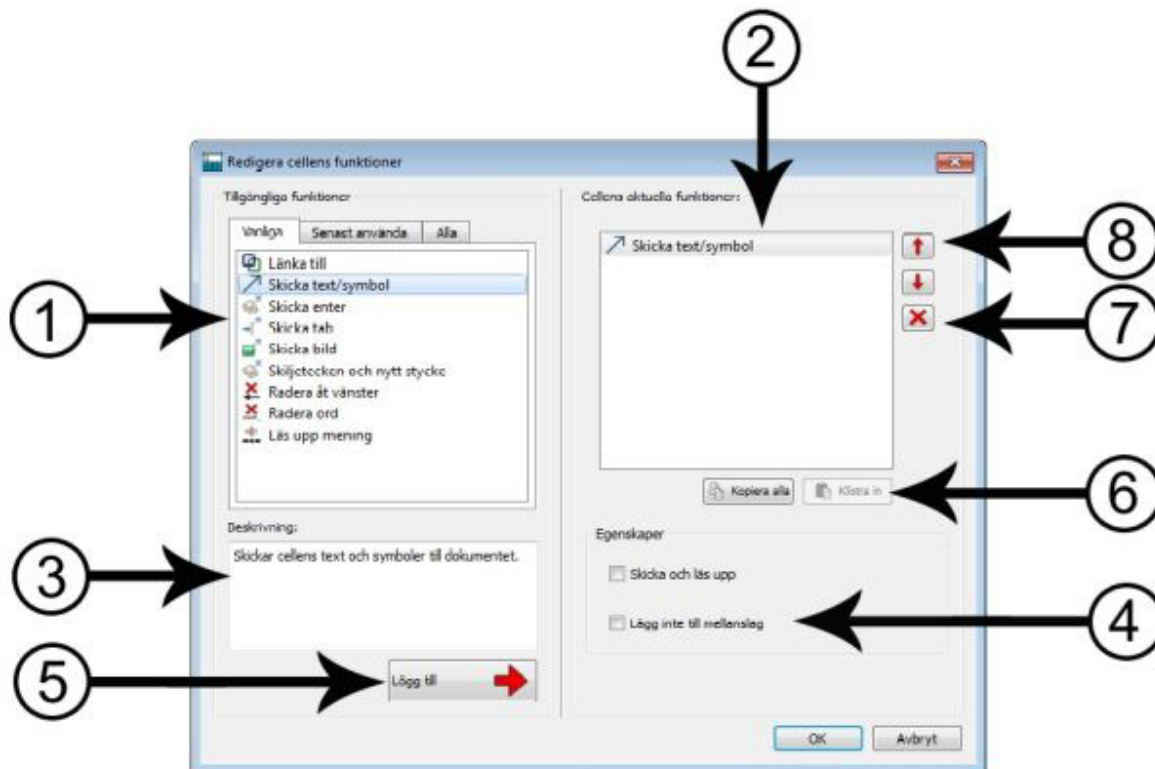 2
Redigera cellens funktioner
Tillgängliga funktioner
Vanliga
Senast använda
Alla
Länka till
Skicka text/symbol
Skicka enter
Skicka tab
Skicka bild
Skiljetecken och nytt stycke
Radera åt vänster
Radera ord
Läs upp mening
1
Beskrivning:
Skickar cellens text och symboler till dokumentet.
3
Lägg till
5
Cellens aktuella funktioner:
Skicka text/symbol
8
7
Kopiera alla
Klistra in
6
Egenskaper
Skicka och läs upp
Lägg inte till mellanslag
4
OK
Avbryt